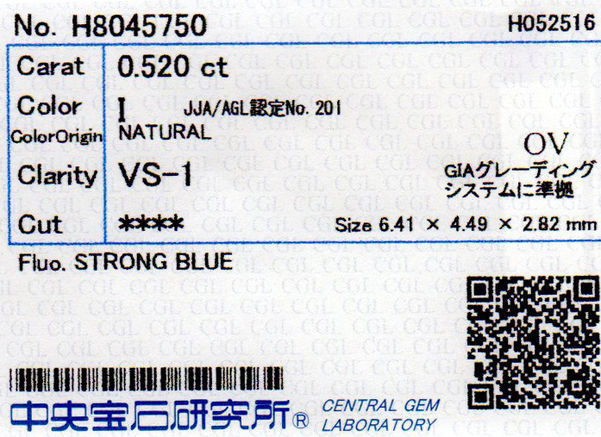 No. H8045750 H052516
Carat 0.520 ct
Color I JJA/AGL認定No. 201
ColorOrigin NATURAL
OV
Clarity VS-1 GIAグレーディング
システムに準拠
Cut **** Size 6.41 × 4.49 × 2.82 mm
Fluo. STRONG BLUE
中央宝石研究所® CENTRAL GEM
LABORATORY